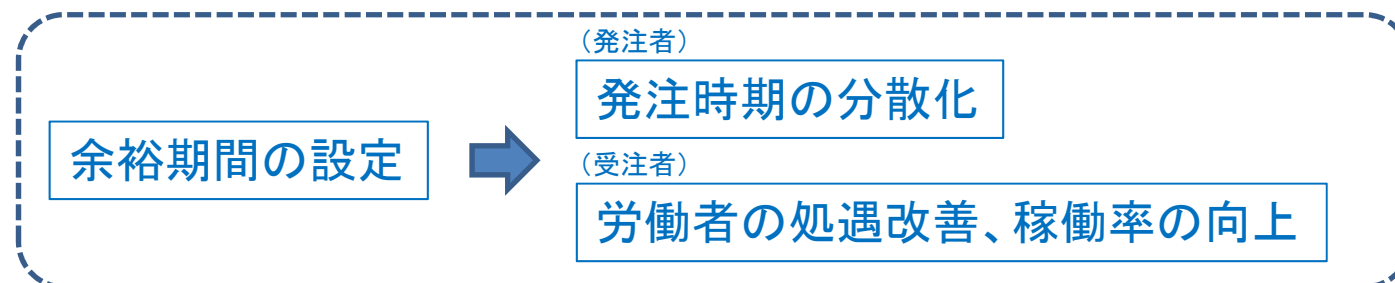 余裕期間の設定
（発注者）
発注時期の分散化
（受注者）
労働者の処遇改善、稼働率の向上